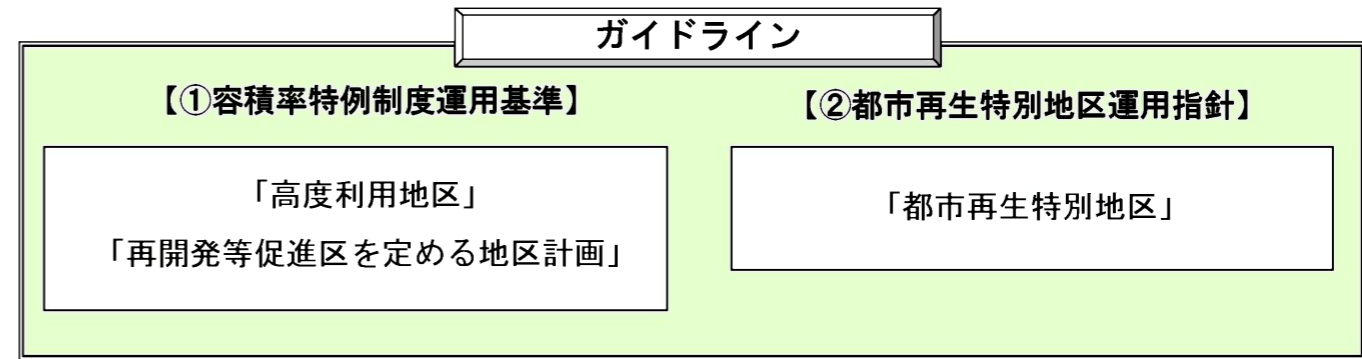 ガイドライン
【①容積率特例制度運用基準】
「高度利用地区」
「再開発等促進区を定める地区計画」
【②都市再生特別地区運用指針】
「都市再生特別地区」